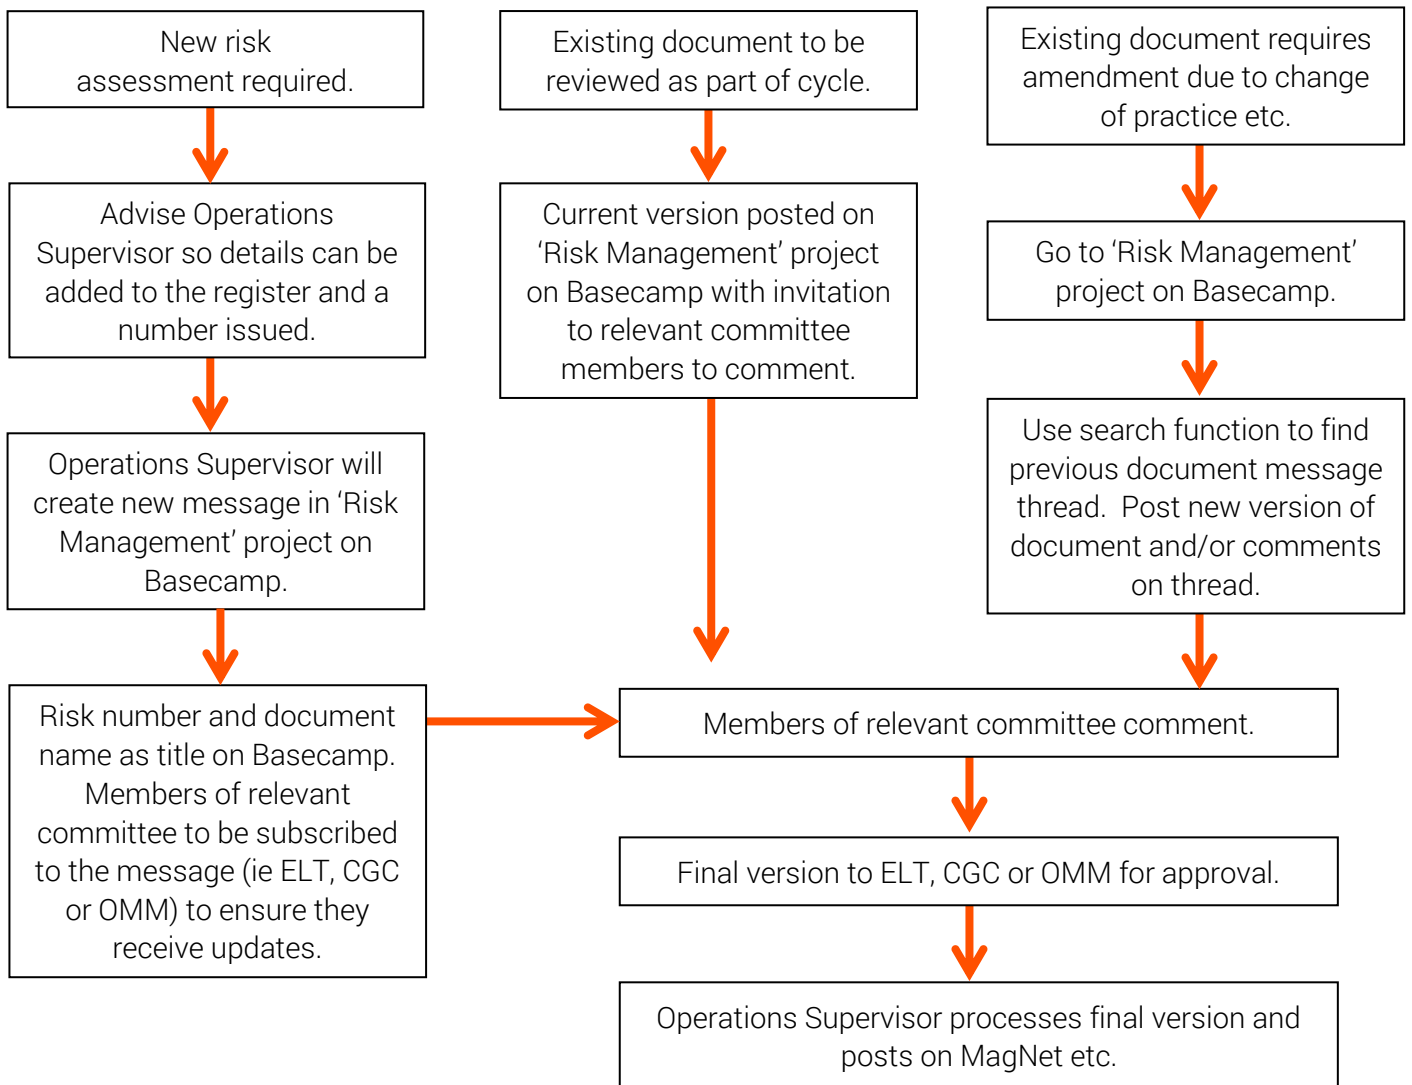 New risk
assessment required.
Advise Operations
Supervisor so details can be
added to the register and a
number issued.
Operations Supervisor will
create new message in ‘Risk
Management’ project on
Basecamp.
Risk number and document
name as title on Basecamp.
Members of relevant
committee to be subscribed
to the message (ie ELT, CGC
or OMM) to ensure they
receive updates.
Existing document to be
reviewed as part of cycle.
Current version posted on
‘Risk Management’ project
on Basecamp with invitation
to relevant committee
members to comment.
Existing document requires
amendment due to change
of practice etc.
Go to ‘Risk Management’
project on Basecamp.
Use search function to find
previous document message
thread.  Post new version of
document and/or comments
on thread.
Members of relevant committee comment.
Final version to ELT, CGC or OMM for approval.
Operations Supervisor processes final version and
posts on MagNet etc.